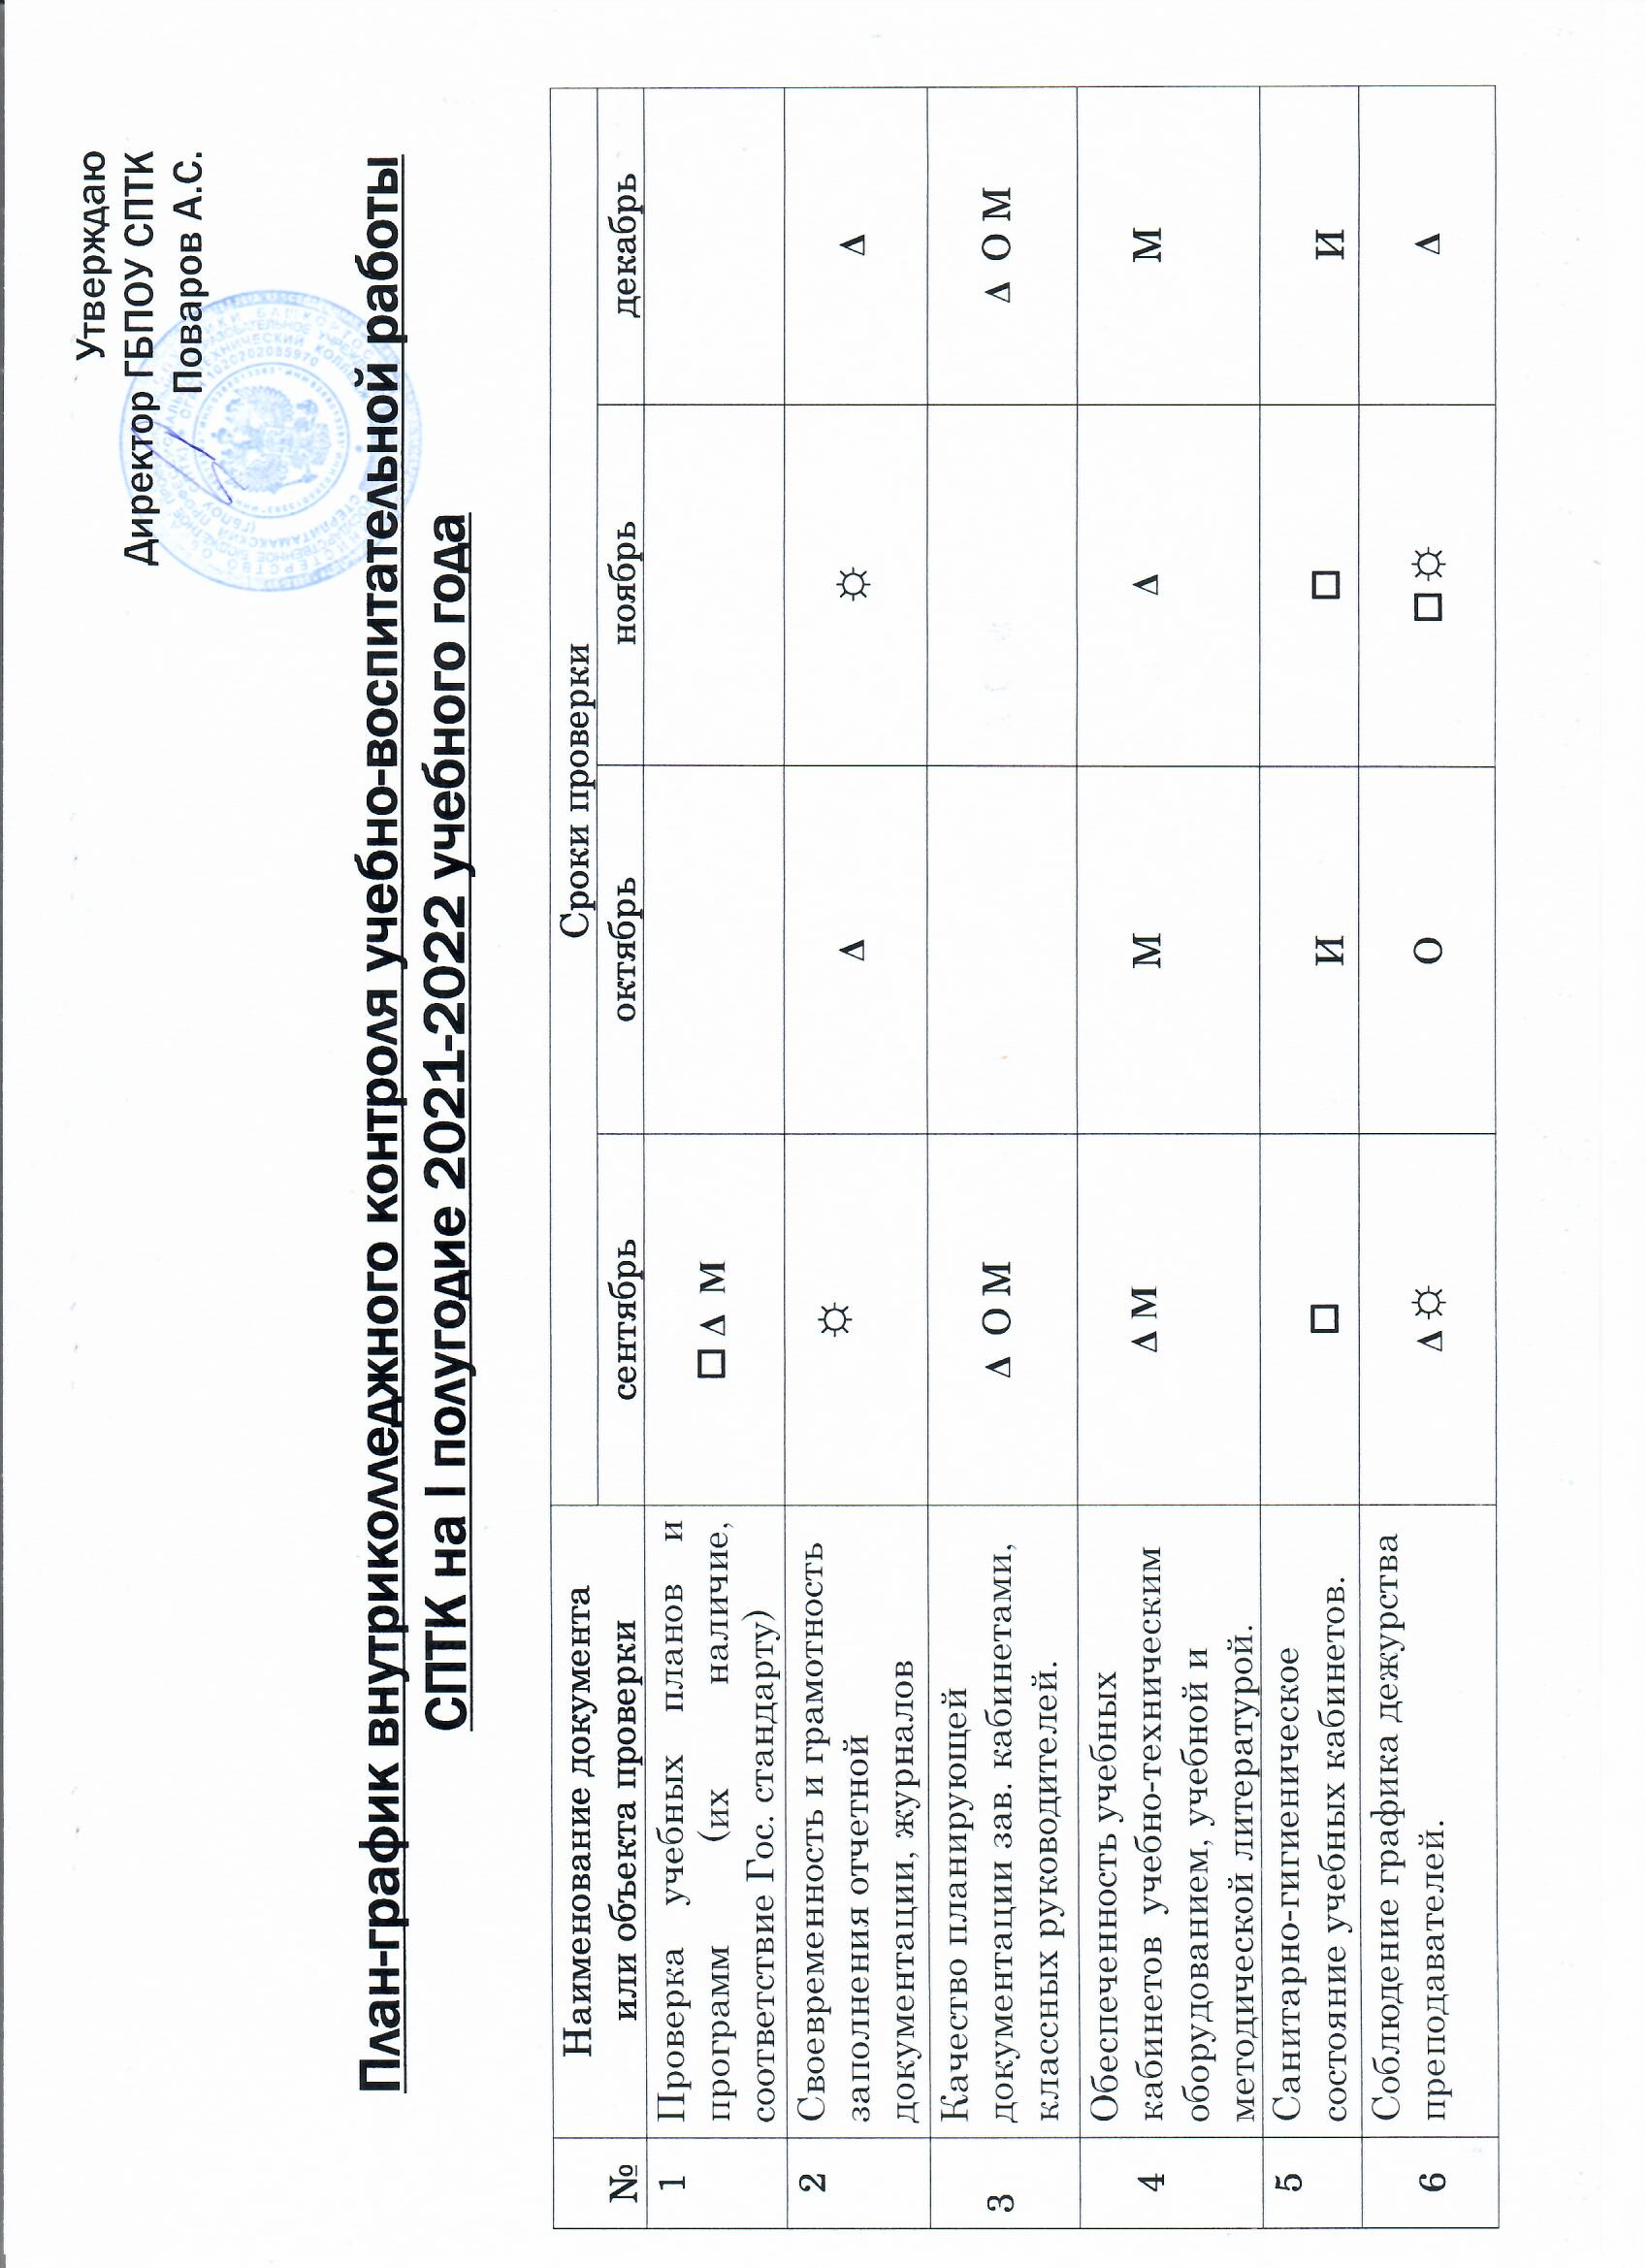 Утверждаю
Директор ГБПОУ СПТК
Поваров А.С.
План-график внутриколледжного контроля учебно-воспитательной работы
СПТК на I полугодие 2021-2022 учебного года
№ Наименование документа
или объекта проверки
Сроки проверки
сентябрь октябрь ноябрь декабрь
1 Проверка учебных планов и
программ (их наличие,
соответствие Гос. стандарту)
□ Δ М
2 Своевременность и грамотность
заполнения отчетной
документации, журналов
☼ Δ ☼ Δ
3 Качество планирующей
документации зав. кабинетами,
классных руководителей.
Δ О М Δ О М
4 Обеспеченность учебных
кабинетов учебно-техническим
оборудованием, учебной и
методической литературой.
Δ М М Δ М
5 Санитарно-гигиеническое
состояние учебных кабинетов.
□ И □ И
6 Соблюдение графика дежурства
преподавателей.
Δ ☼ О □ ☼ Δ